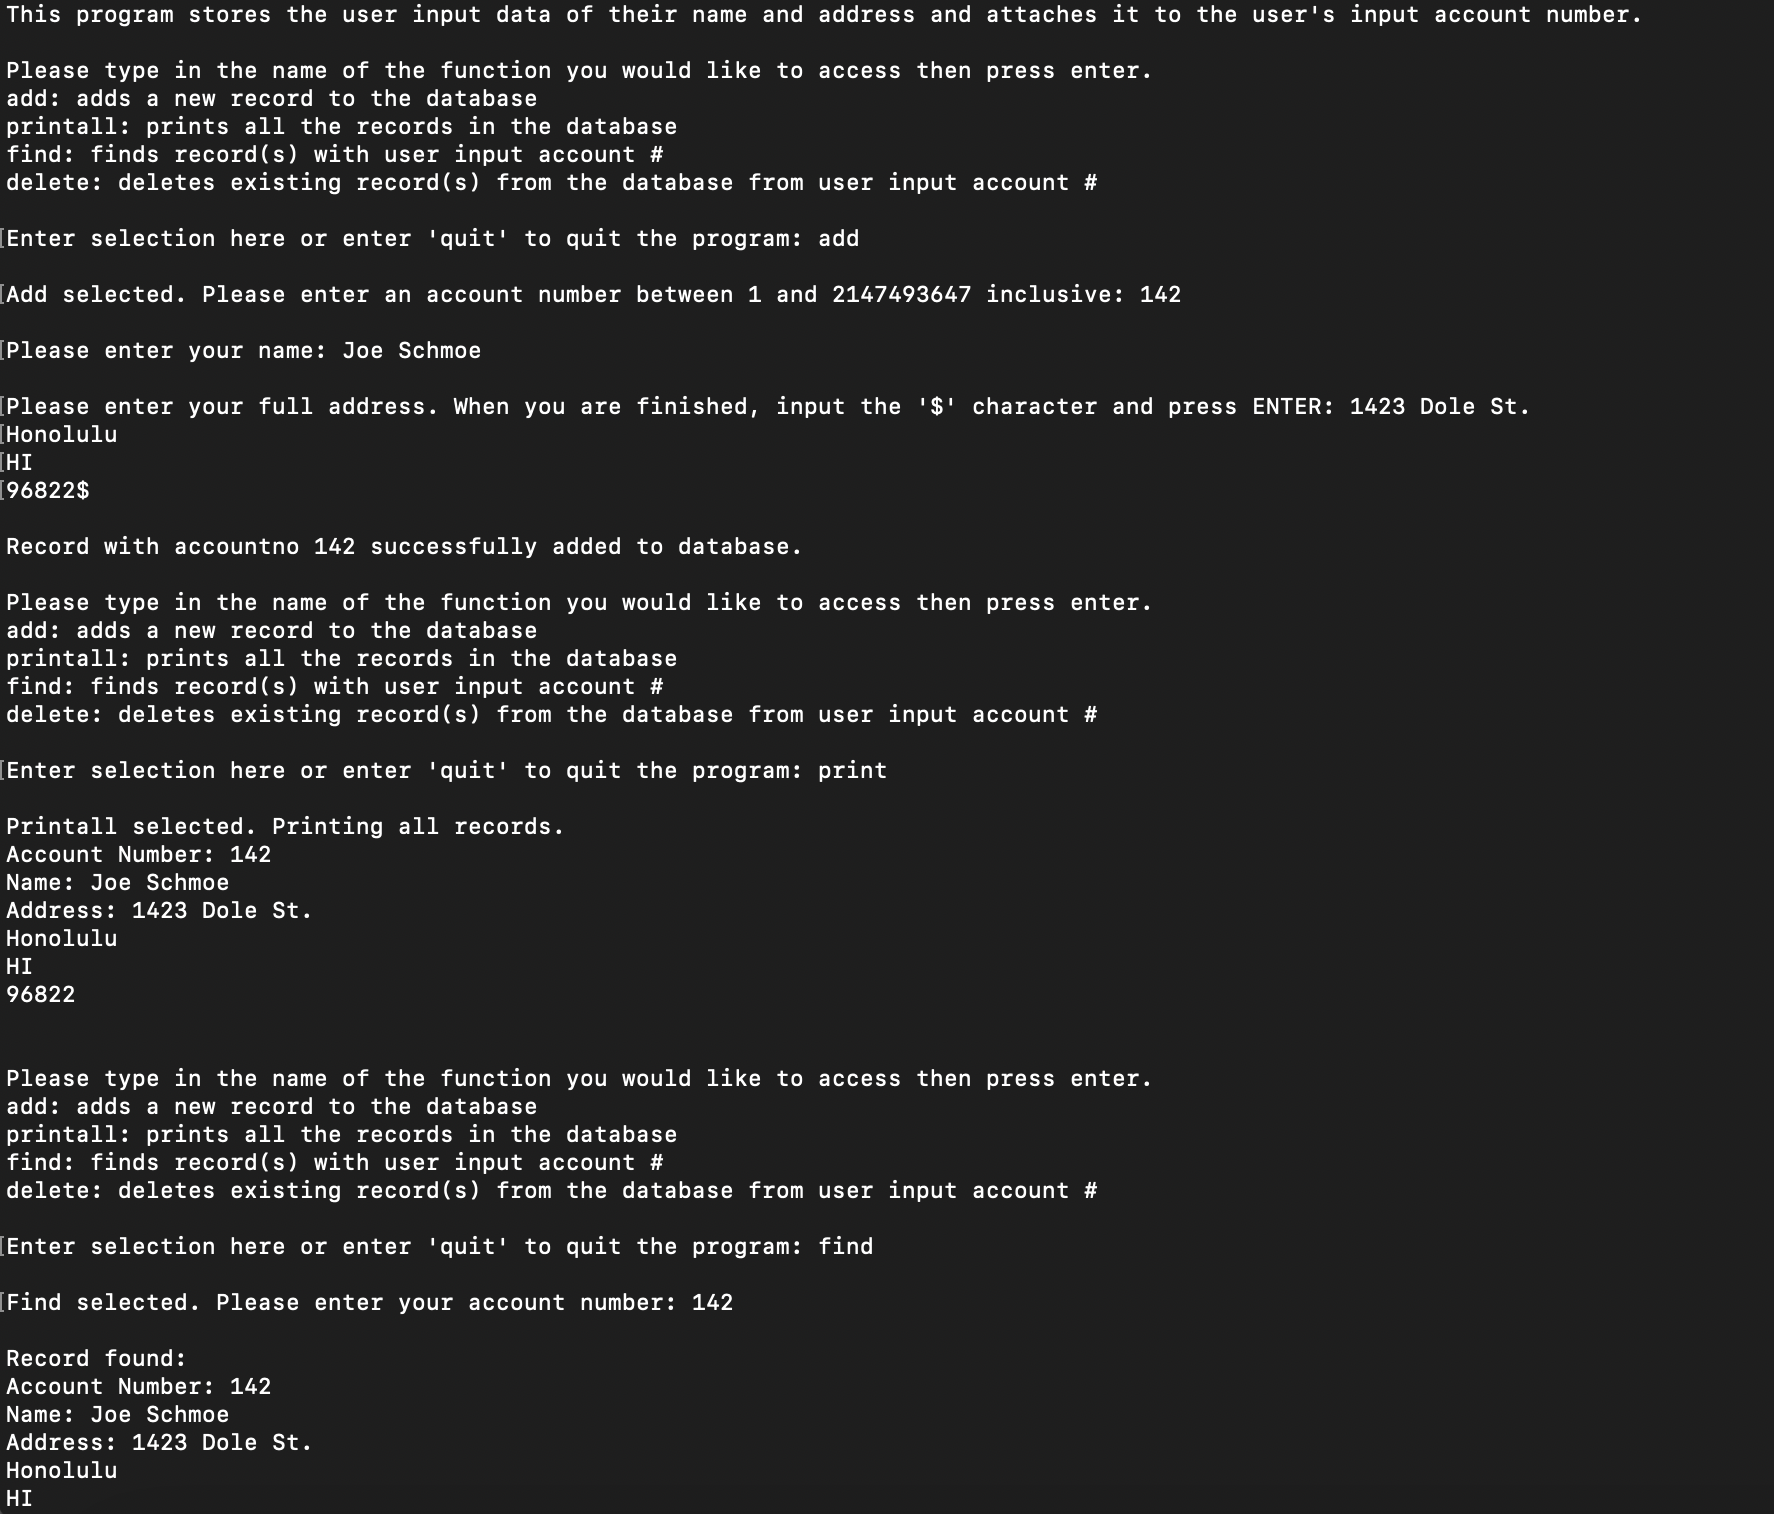 This program stores the user input data of their name and address and attaches it to the user's input account number.
Please type in the name of the function you would like to access then press enter.
add: adds a new record to the database
printall: prints all the records in the database
find: finds record(s) with user input account #
delete: deletes existing record(s) from the database from user input account #
Enter selection here or enter 'quit' to quit the program: add
Add selected. Please enter an account number between 1 and 2147493647 inclusive: 142
Please enter your name: Joe Schmoe
Please enter your full address. When you are finished, input the '$' character and press ENTER: 1423 Dole St.
Honolulu
HI
96822$
Record with accountno 142 successfully added to database.
Please type in the name of the function you would like to access then press enter.
add: adds a new record to the database
printall: prints all the records in the database
find: finds record(s) with user input account #
delete: deletes existing record(s) from the database from user input account #
Enter selection here or enter 'quit' to quit the program: print
Printall selected. Printing all records.
Account Number: 142
Name: Joe Schmoe
Address: 1423 Dole St.
Honolulu
HI
96822
Please type in the name of the function you would like to access then press enter.
add: adds a new record to the database
printall: prints all the records in the database
find: finds record(s) with user input account #
delete: deletes existing record(s) from the database from user input account #
Enter selection here or enter 'quit' to quit the program: find
Find selected. Please enter your account number: 142
Record found:
Account Number: 142
Name: Joe Schmoe
Address: 1423 Dole St.
Honolulu
HI